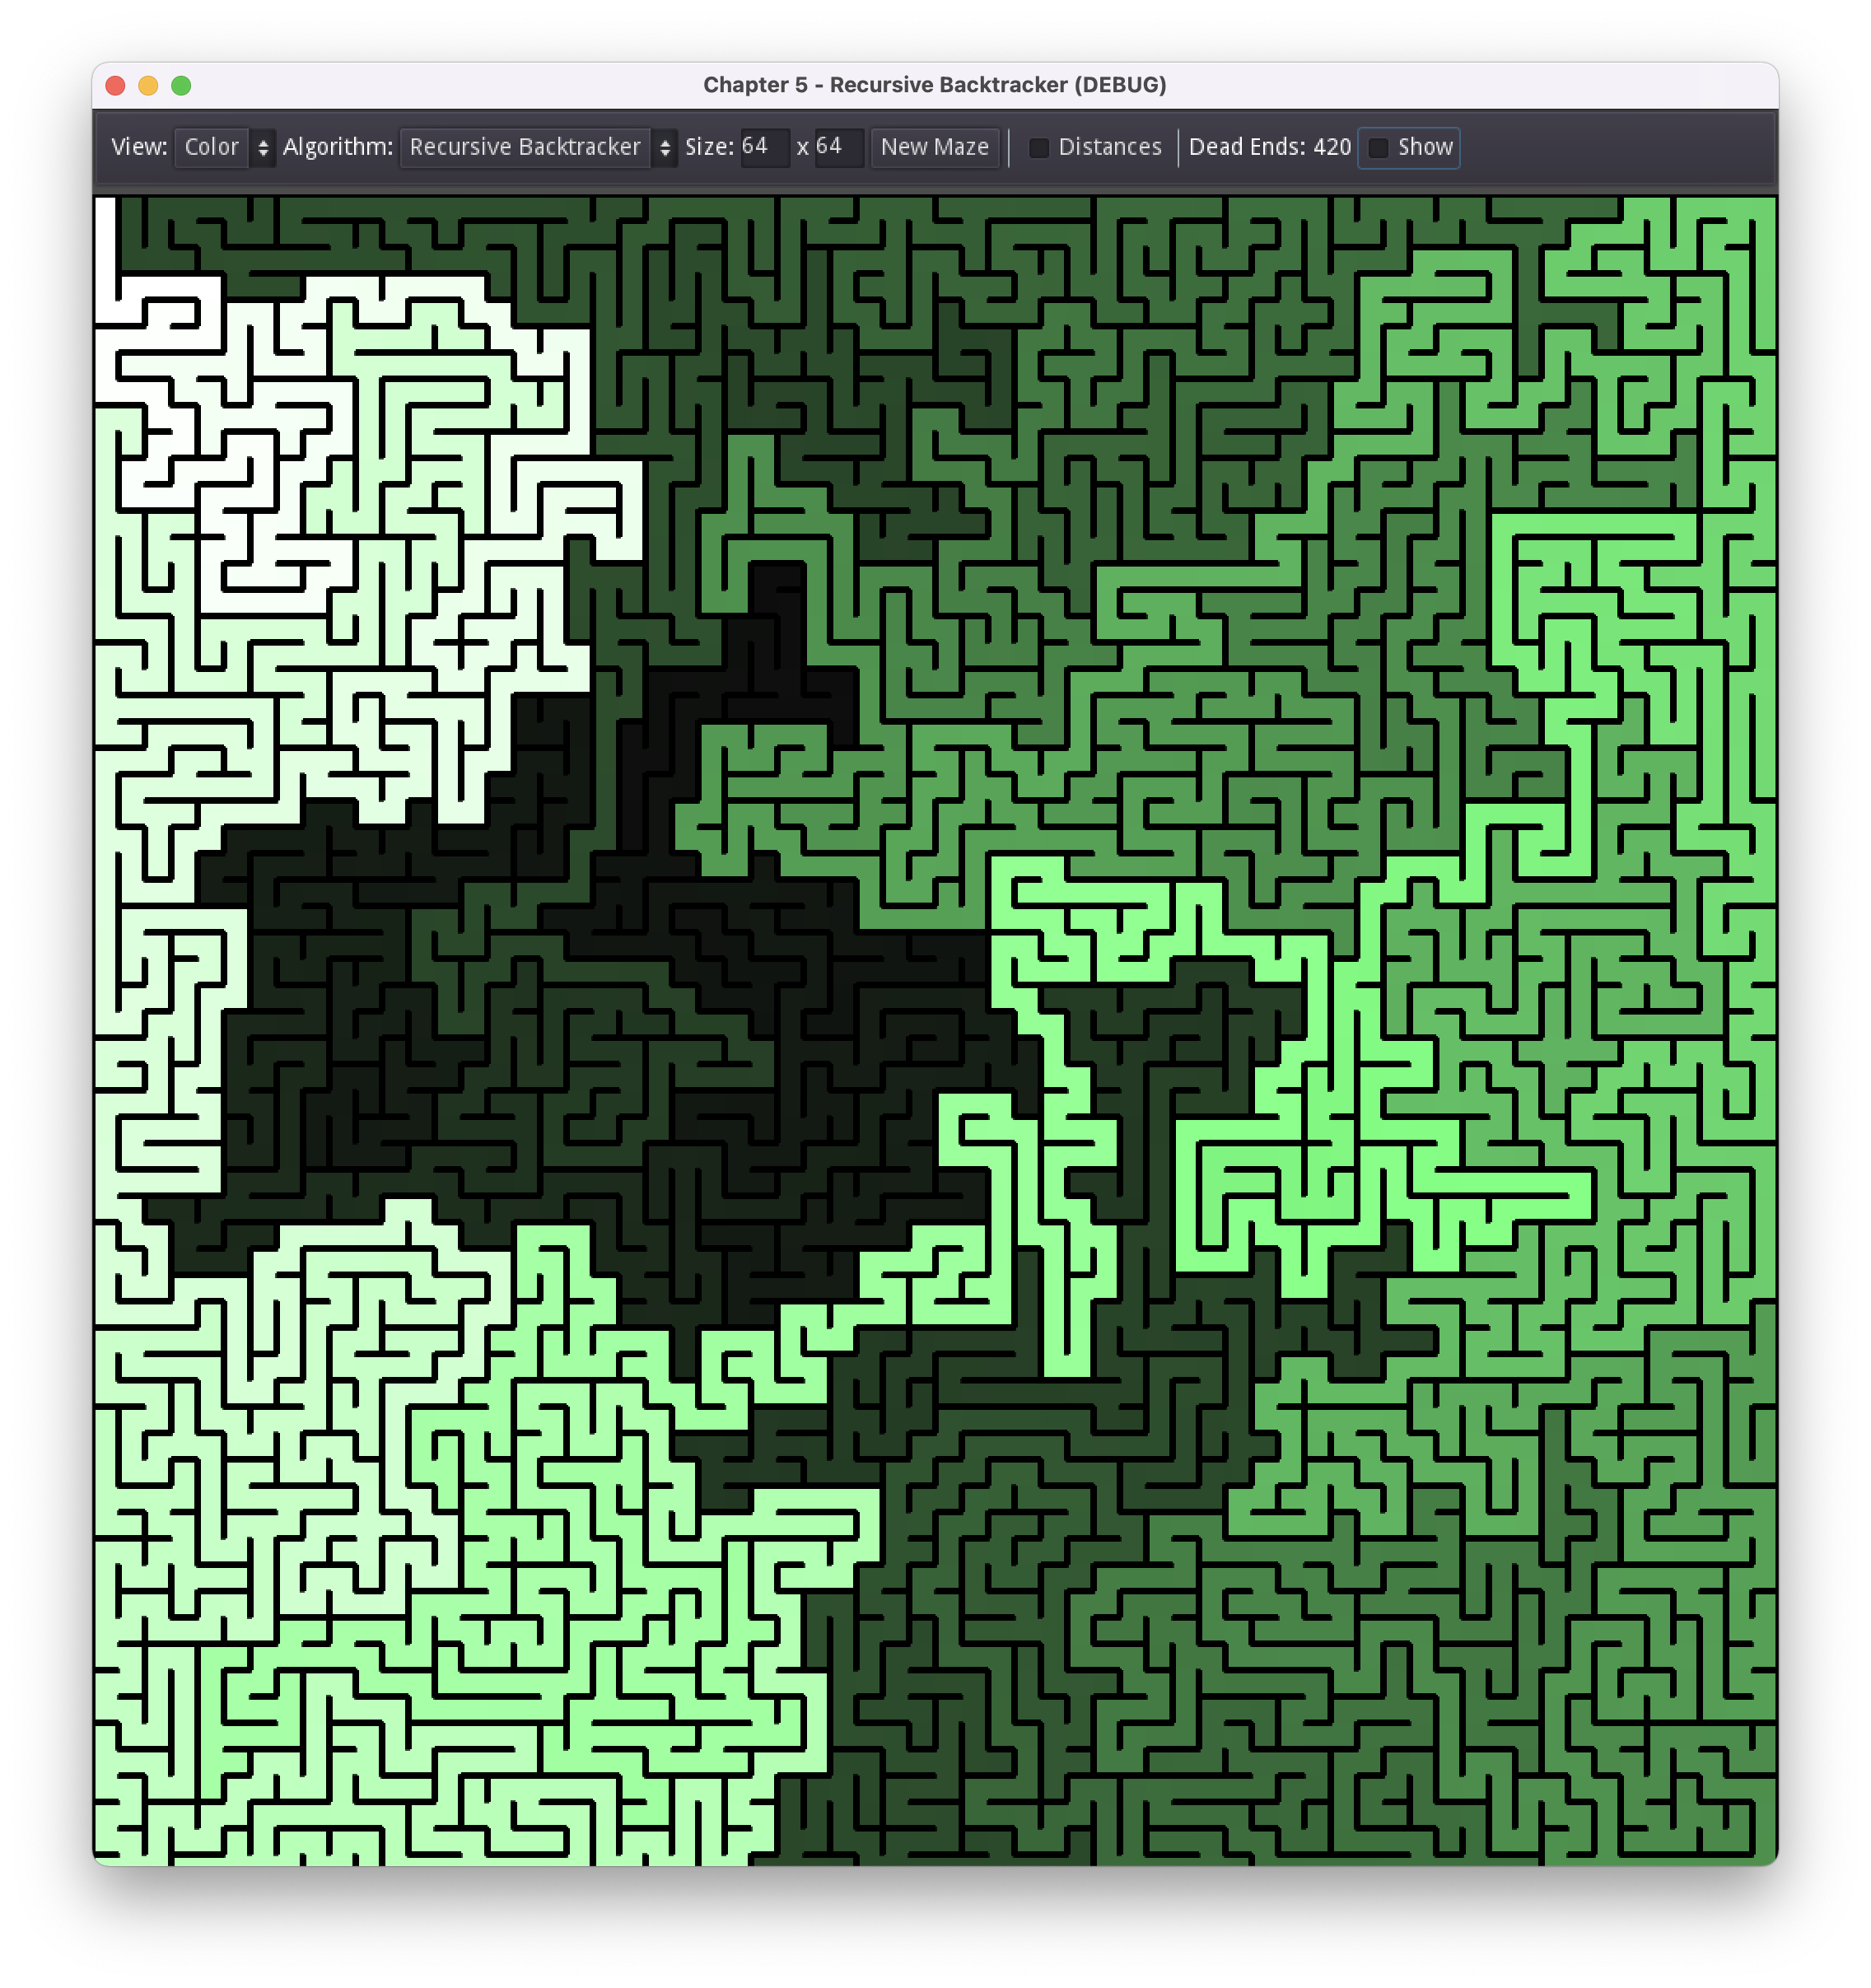 Chapter 5 - Recursive Backtracker (DEBUG)
View: Color Algorithm: Recursive Backtracker Size: 64 x 64 New Maze Distances Dead Ends: 420 Show